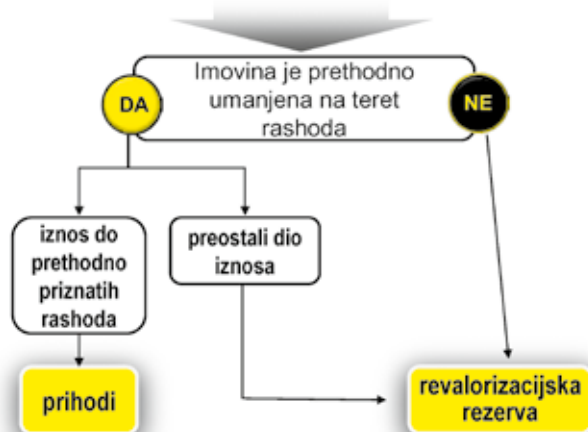 Imovina je prethodno
umanjena na teret
rashoda
DA
NE
iznos do
prethodno
priznatih
rashoda
preostali dio
iznosa
prihodi
revalorizacijska
rezerva